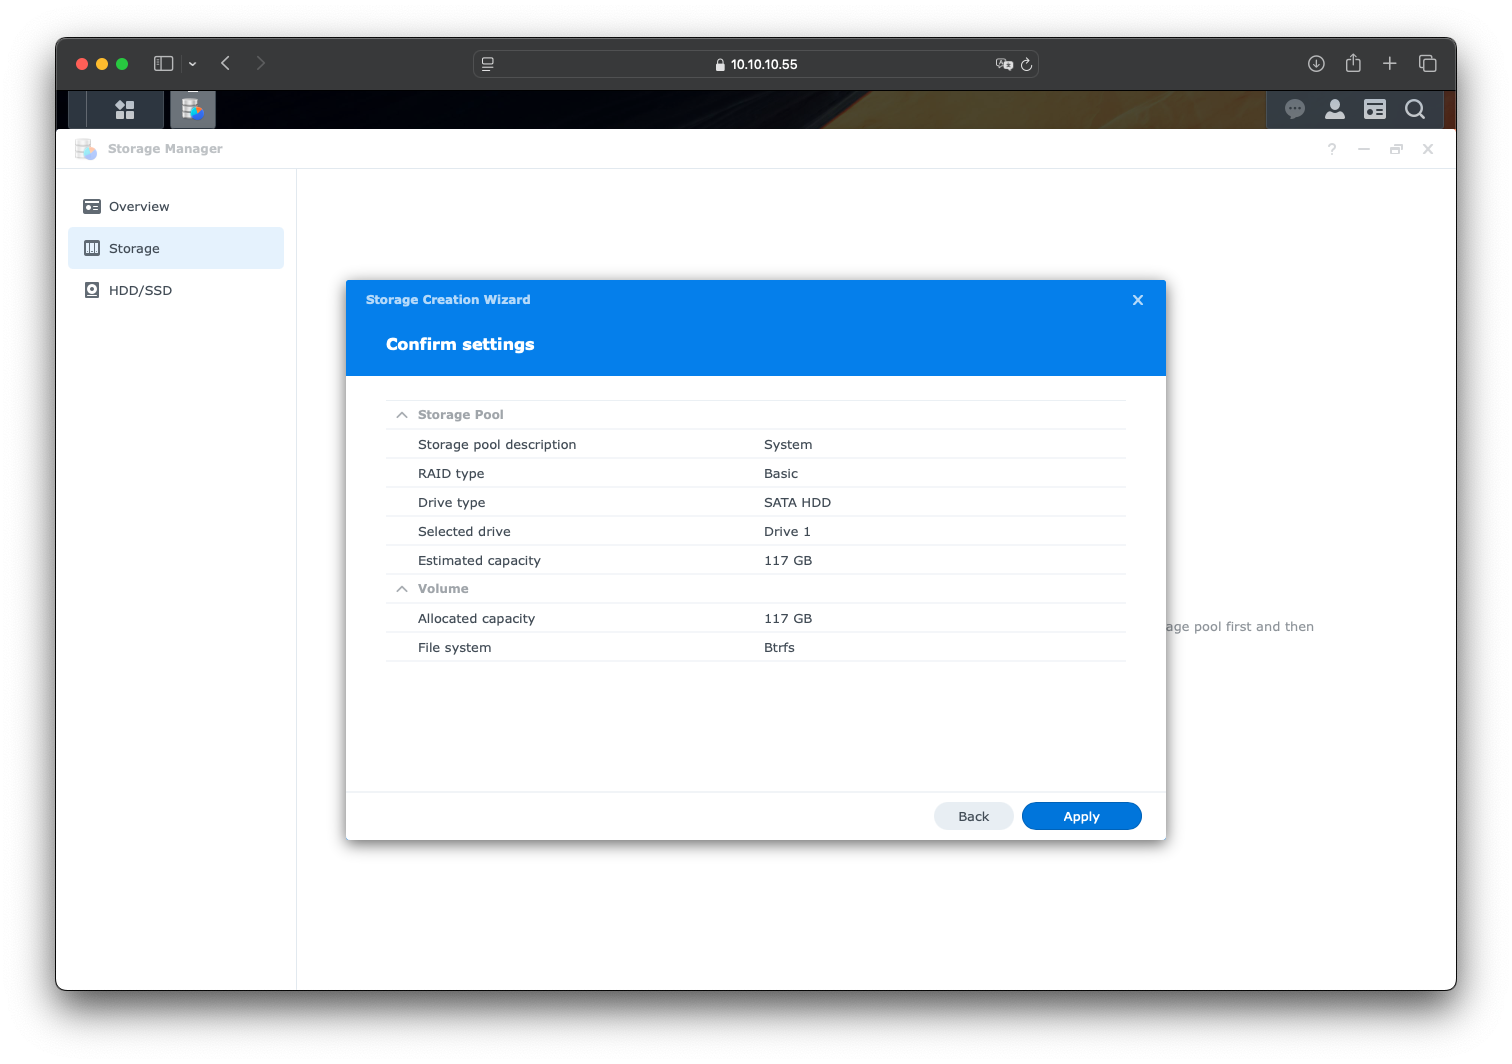 10.10.10.55
Storage Manager
?
Overview
Storage
HDD/SSD
Storage Creation Wizard
Confirm settings
Storage Pool
Storage pool description System
RAID type Basic
Drive type SATA HDD
Selected drive Drive 1
Estimated capacity 117 GB
Volume
Allocated capacity 117 GB
File system Btrfs
age pool first and then
Back Apply